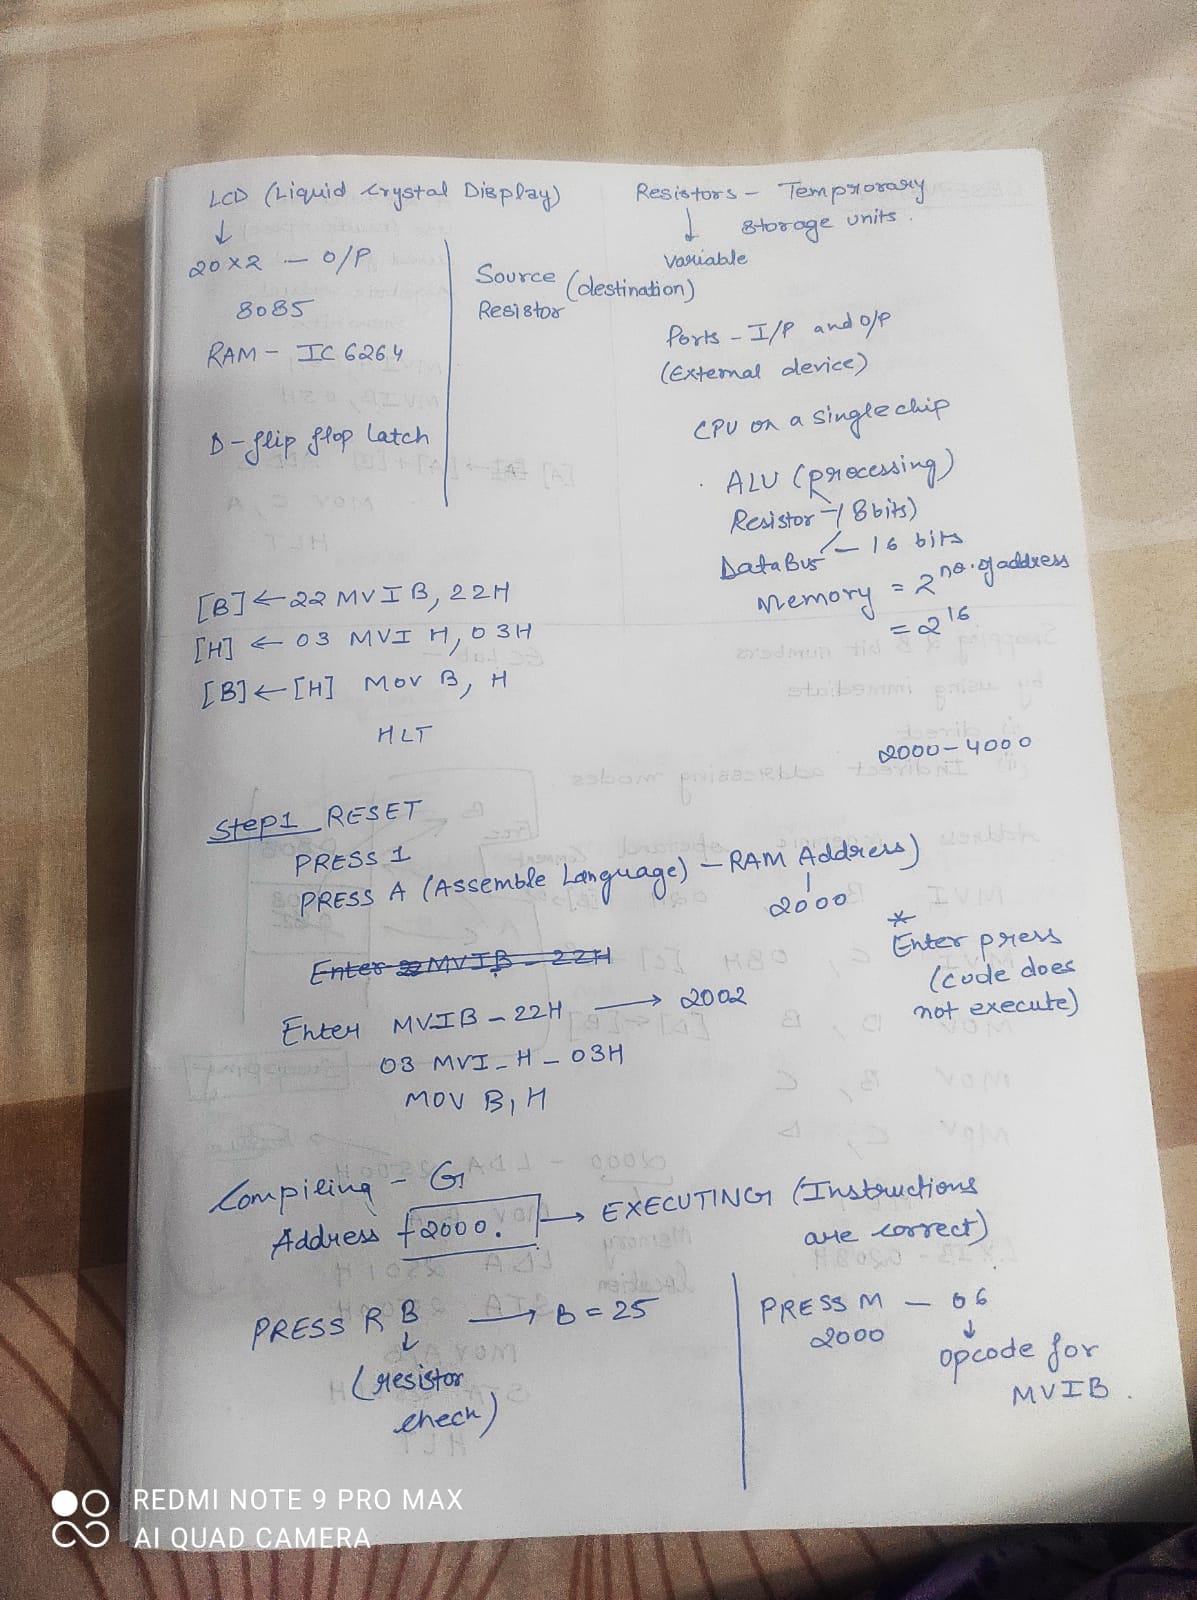 LCD (Liquid Crystal Display)
↓
20×2 — O/P
8085
RAM — IC 6264
D-flip flop latch
Resistors — Temprorary
storage units.
↓
variable
Source (destination)
Resistor
Ports — I/P and O/P
(External device)
CPU on a single chip
ALU (processing)
Resistor — (8bits)
Data Bus — 16 bits
Memory = 2^no. of address
= 2^16
[B] ← 22 MVI B, 22H
[H] ← 03 MVI H, 03H
[B] ← [H] Mov B, H
HLT
2000-4000
Step1 RESET
PRESS 1
PRESS A (Assemble Language) — RAM Address)
2000
Enter 22 MVIB - 22H
Enter MVIB - 22H → 2002
03 MVI - H - 03H
MOV B, H
*
Enter press
(code does
not execute)
Compiling - G
Address 2000. → EXECUTING (Instructions
are correct)
PRESS R B → B = 25
↓
(resistor
check)
PRESS M — 06
2000 ↓
opcode for
MVIB.
REDMI NOTE 9 PRO MAX
AI QUAD CAMERA